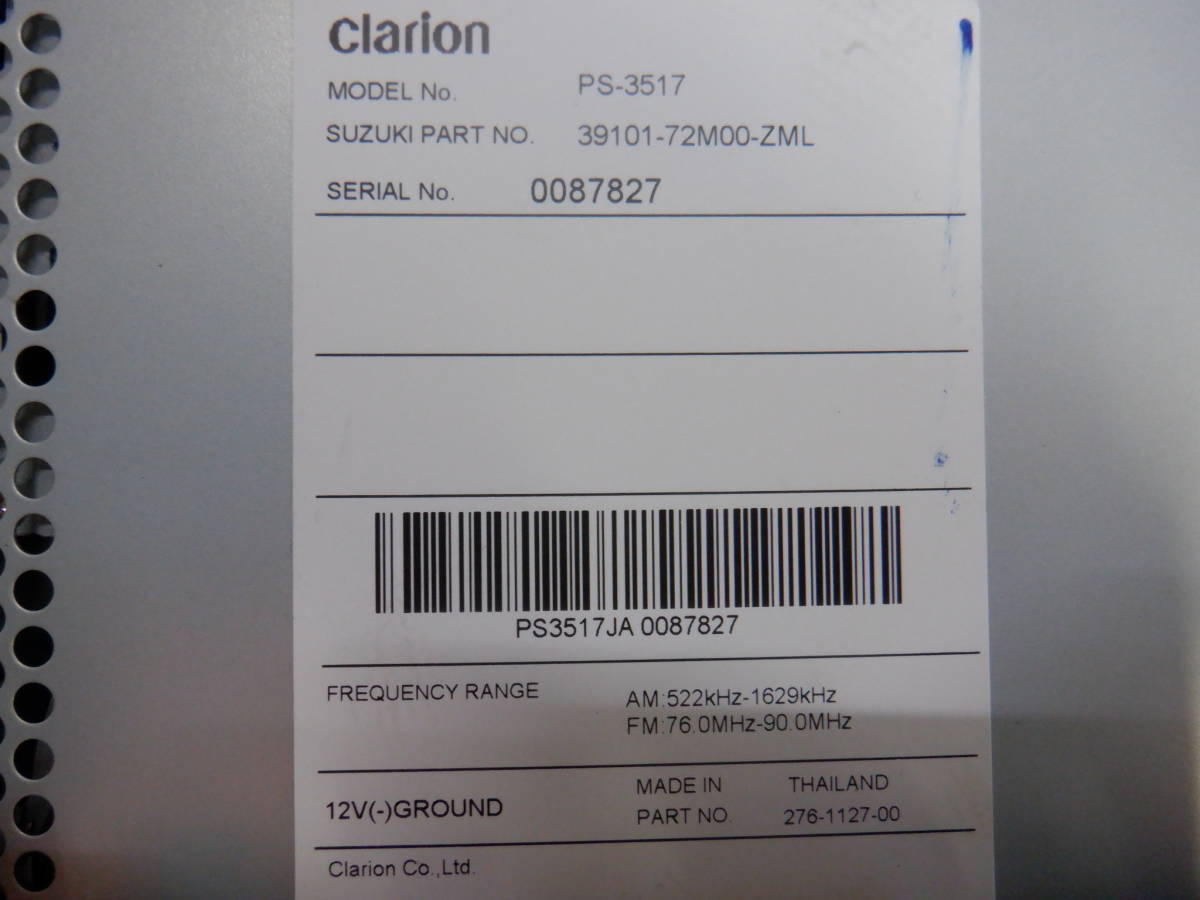 clarion
MODEL No. PS-3517
SUZUKI PART NO. 39101-72M00-ZML
SERIAL No. 0087827
PS3517JA 0087827
FREQUENCY RANGE AM:522kHz-1629kHz
FM:76.0MHz-90.0MHz
12V(-)GROUND
MADE IN THAILAND
PART NO. 276-1127-00
Clarion Co.,Ltd.